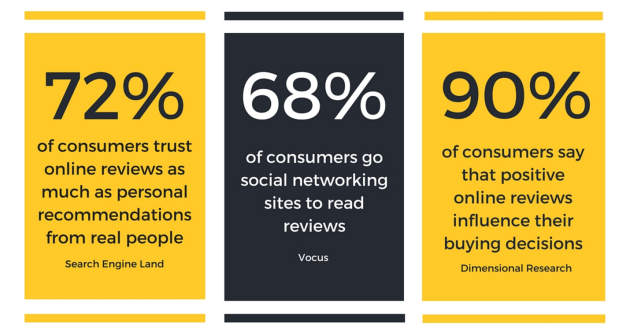 72%
of consumers trust
online reviews as
much as personal
recommendations
from real people
Search Engine Land
68%
of consumers go
social networking
sites to read
reviews
Vocus
90%
of consumers say
that positive
online reviews
influence their
buying decisions
Dimensional Research